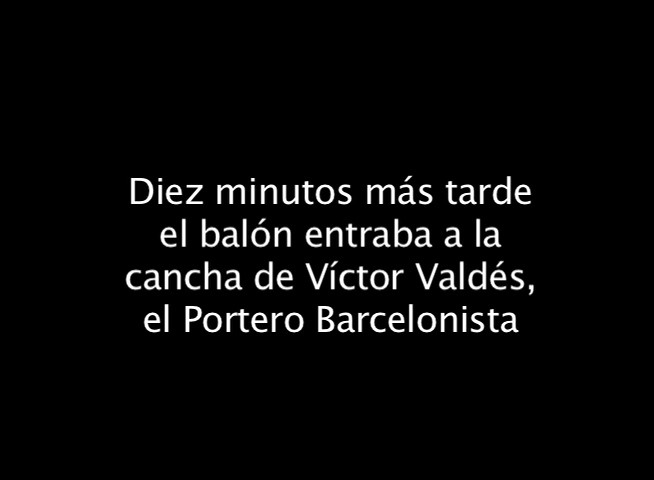 Diez minutos más tarde
el balón entraba a la
cancha de Víctor Valdés,
el Portero Barcelonista